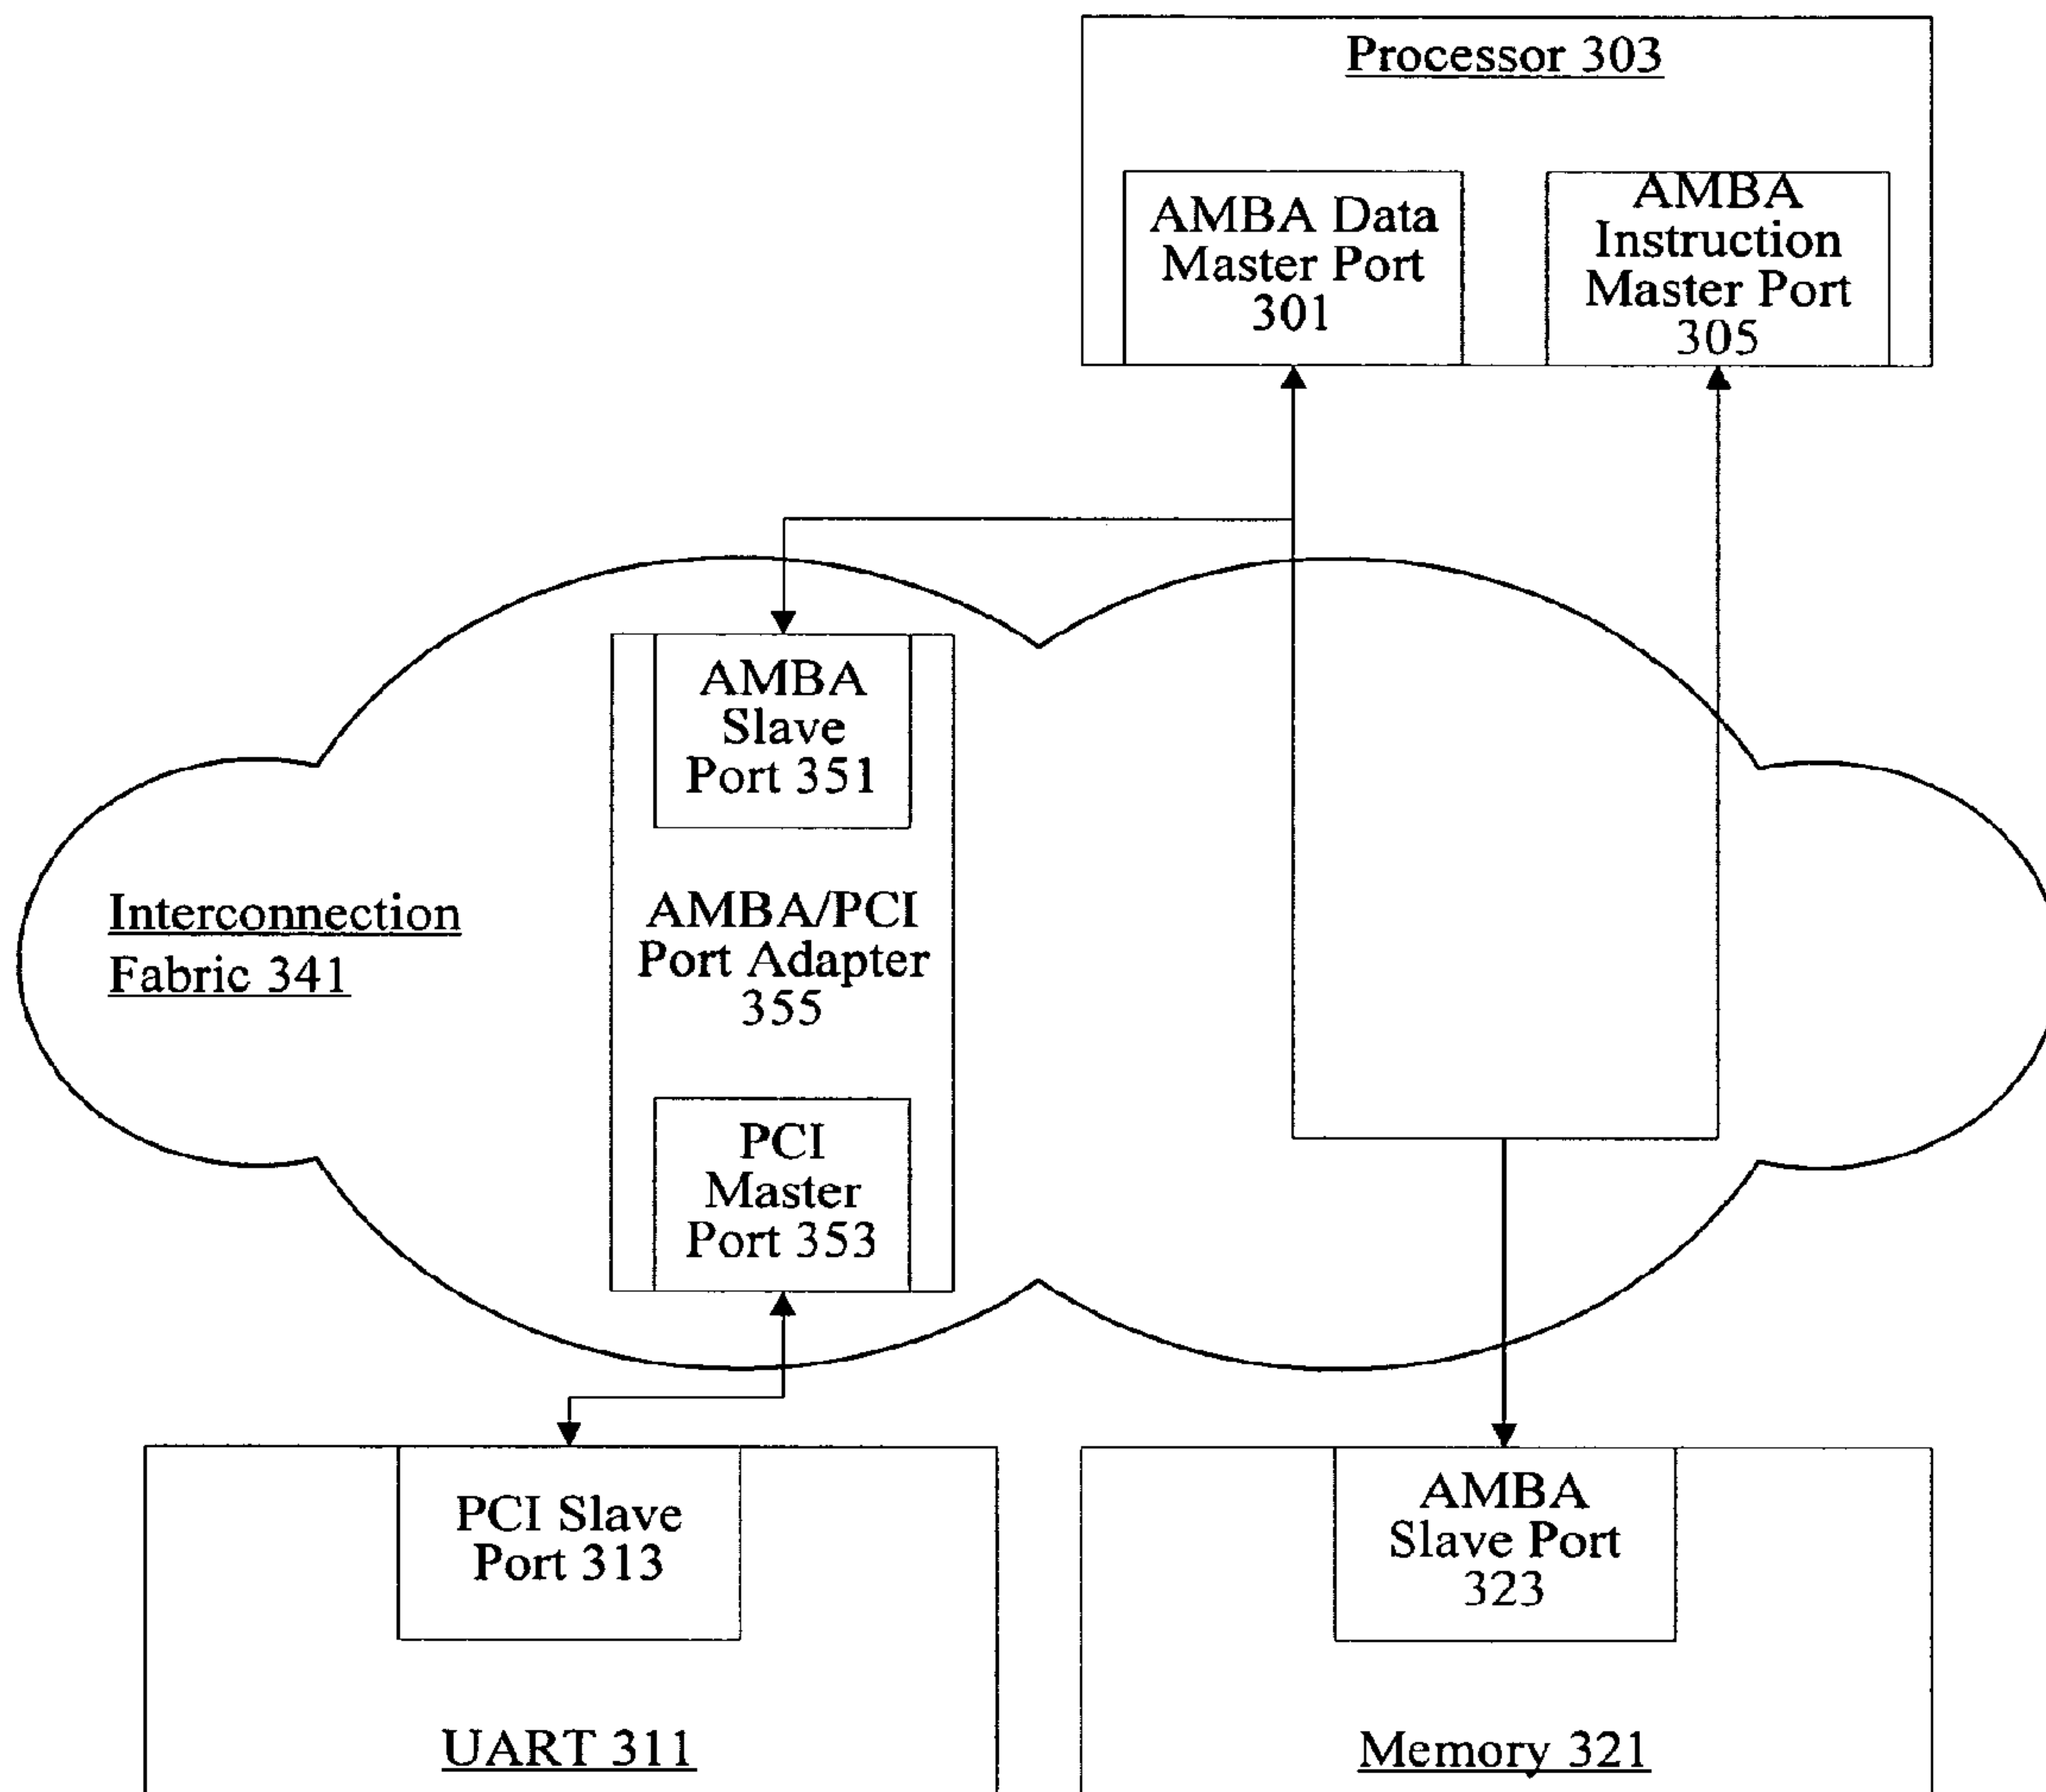 Processor 303
AMBA Data
Master Port
301
AMBA
Instruction
Master Port
305
AMBA
Slave
Port 351
Interconnection
Fabric 341
AMBA/PCI
Port Adapter
355
PCI
Master
Port 353
PCI Slave
Port 313
UART 311
AMBA
Slave Port
323
Memory 321